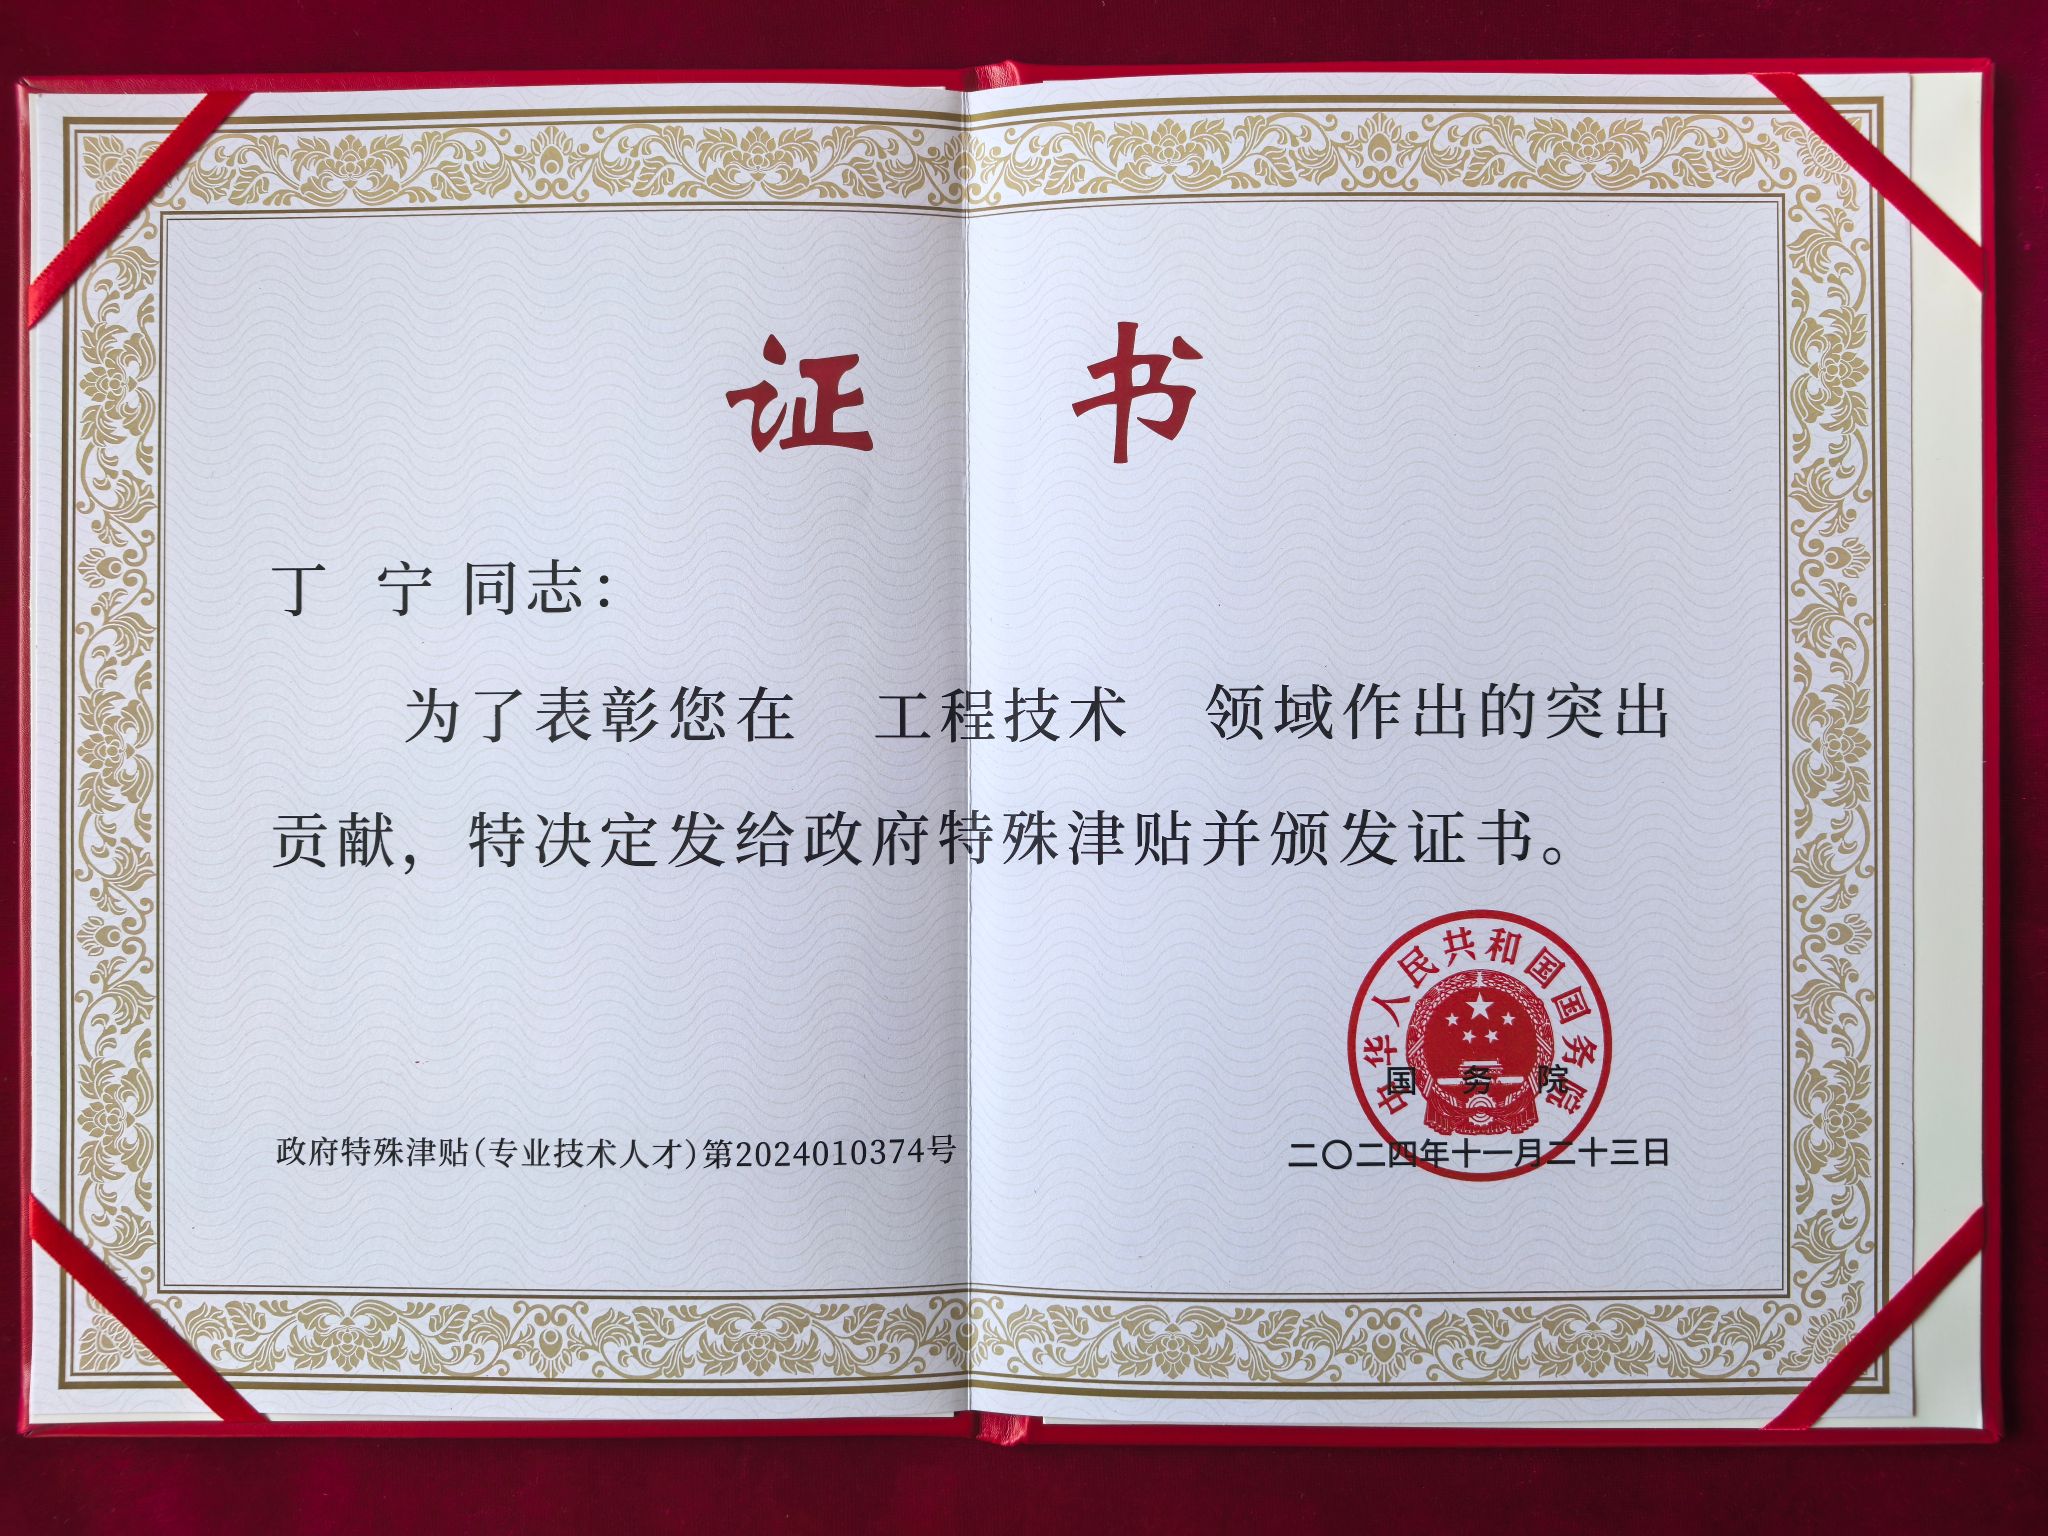 证 书
丁 宁 同志：
为了表彰您在 工程技术 领域作出的突出
贡献，特决定发给政府特殊津贴并颁发证书。
中华人民共和国国务院
国 务 院
政府特殊津贴（专业技术人才）第2024010374号
二〇二四年十一月二十三日